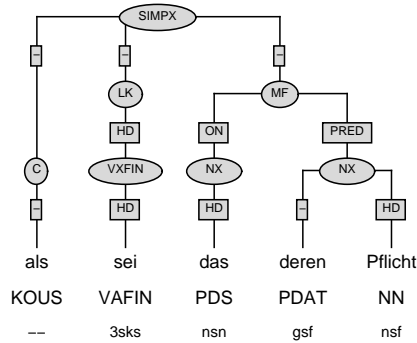 SIMPX
– – –
LK MF
HD ON PRED
C VXFIN NX NX
– HD HD – HD
als sei das deren Pflicht
KOUS VAFIN PDS PDAT NN
–– 3sks nsn gsf nsf